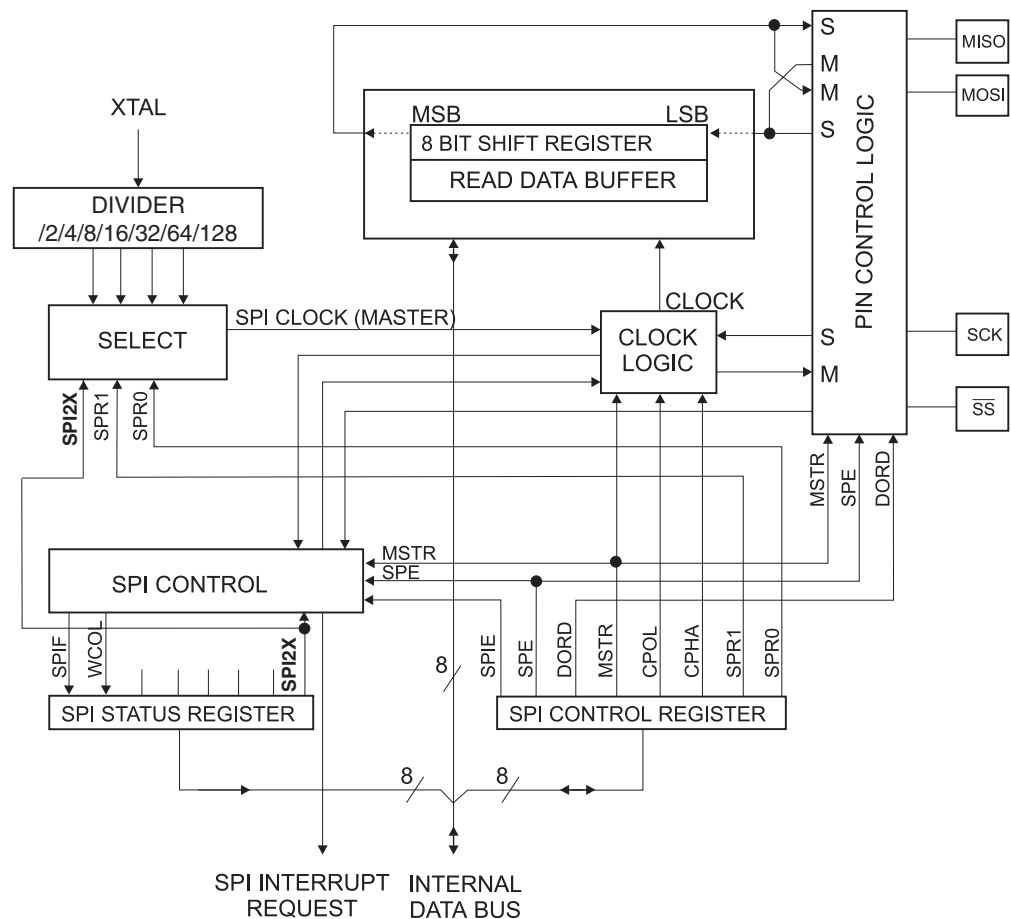 S
MISO
M
MOSI
M
S
PIN CONTROL LOGIC
MSB
LSB
8 BIT SHIFT REGISTER
READ DATA BUFFER
XTAL
DIVIDER
/2/4/8/16/32/64/128
SELECT
SPI CLOCK (MASTER)
CLOCK
CLOCK
LOGIC
S
M
SCK
SS
SPI2X
SPR1
SPR0
MSTR
SPE
DORD
SPI CONTROL
MSTR
SPE
SPIF
WCOL
SPI2X
8
SPIE
SPE
DORD
MSTR
CPOL
CPHA
SPR1
SPR0
SPI STATUS REGISTER
SPI CONTROL REGISTER
8
8
SPI INTERRUPT
REQUEST
INTERNAL
DATA BUS